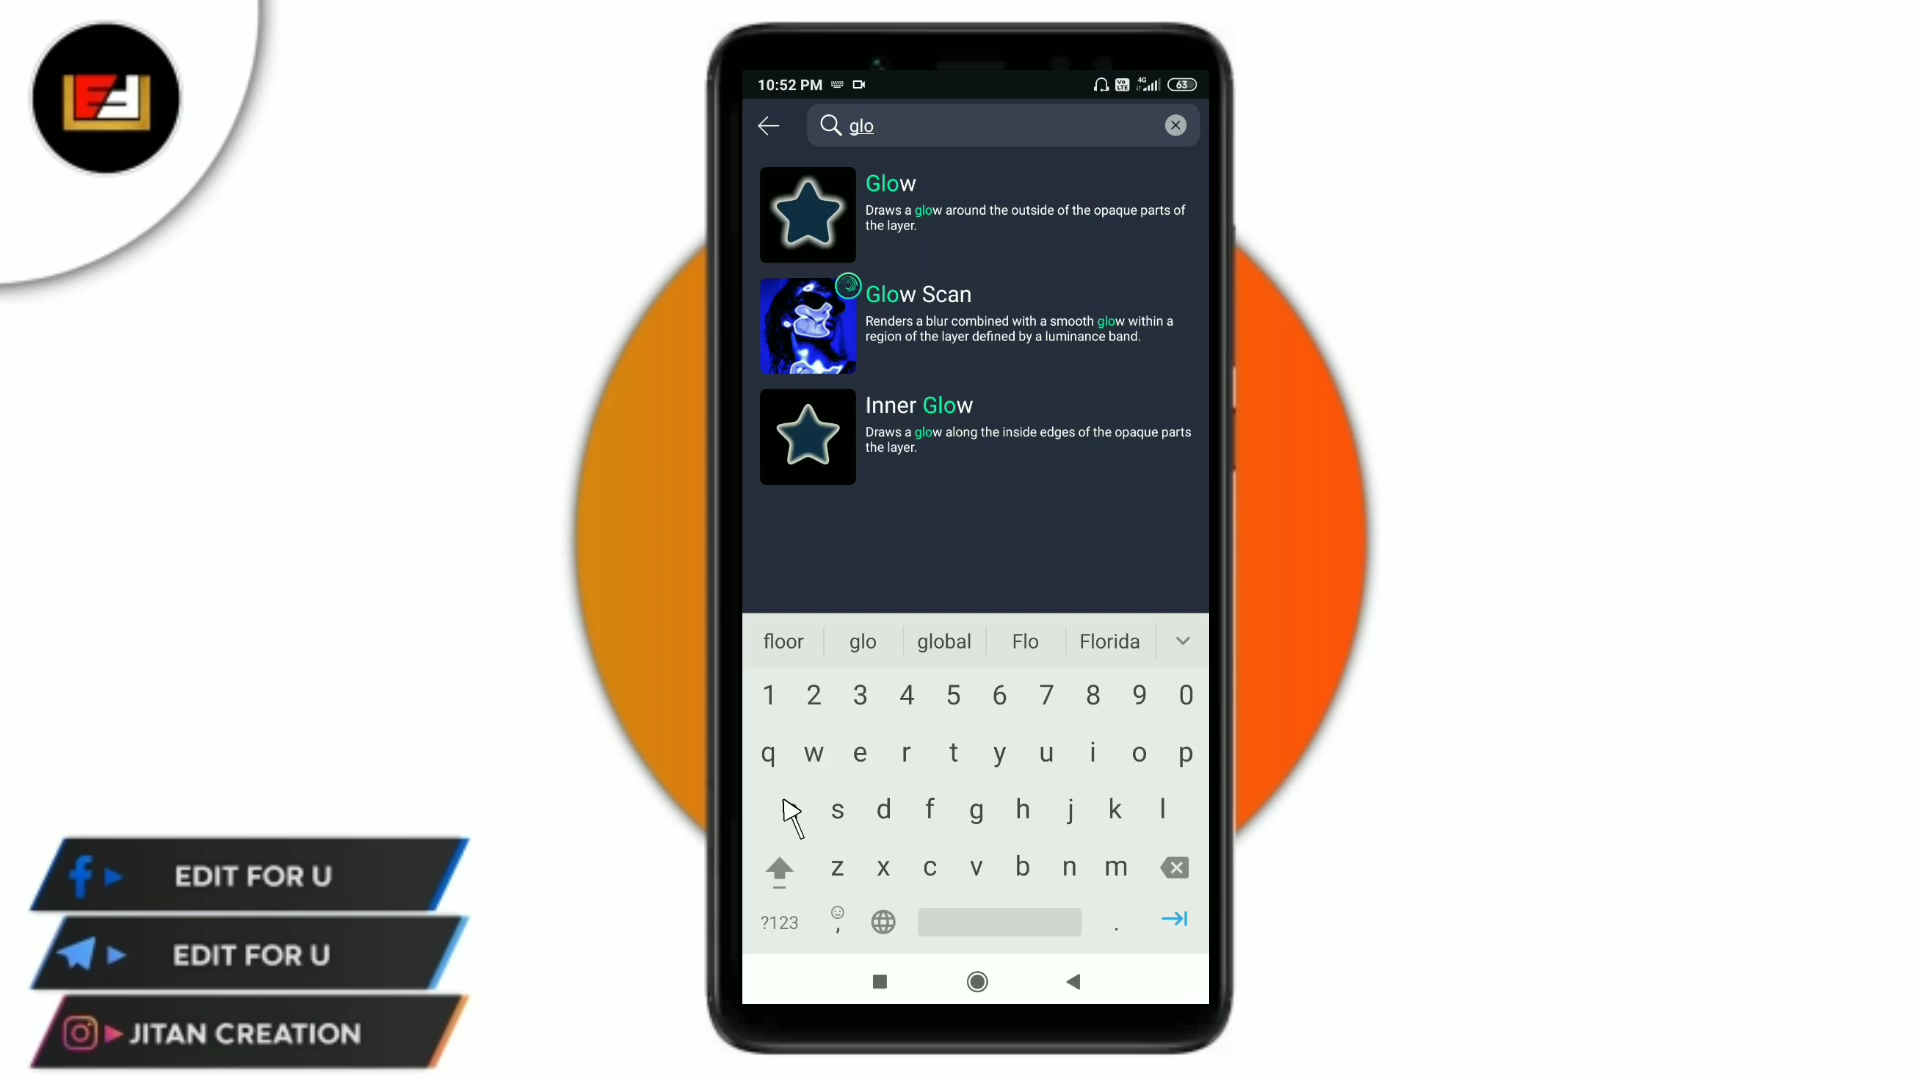 10:52 PM
4G
63
glo
Glow
Draws a glow around the outside of the opaque parts of
the layer.
Glow Scan
Renders a blur combined with a smooth glow within a
region of the layer defined by a luminance band.
Inner Glow
Draws a glow along the inside edges of the opaque parts
the layer.
floor glo global Flo Florida
1 2 3 4 5 6 7 8 9 0
q w e r t y u i o p
s d f g h j k l
z x c v b n m
?123 , .
EDIT FOR U
EDIT FOR U
JITAN CREATION